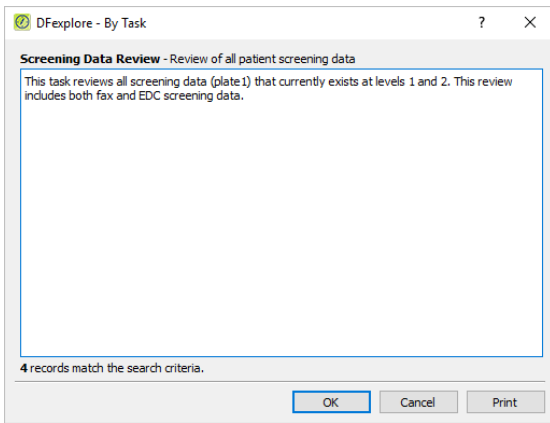 DFexplore - By Task
Screening Data Review - Review of all patient screening data
This task reviews all screening data (plate1) that currently exists at levels 1 and 2. This review
includes both fax and EDC screening data.
4 records match the search criteria.
OK Cancel Print